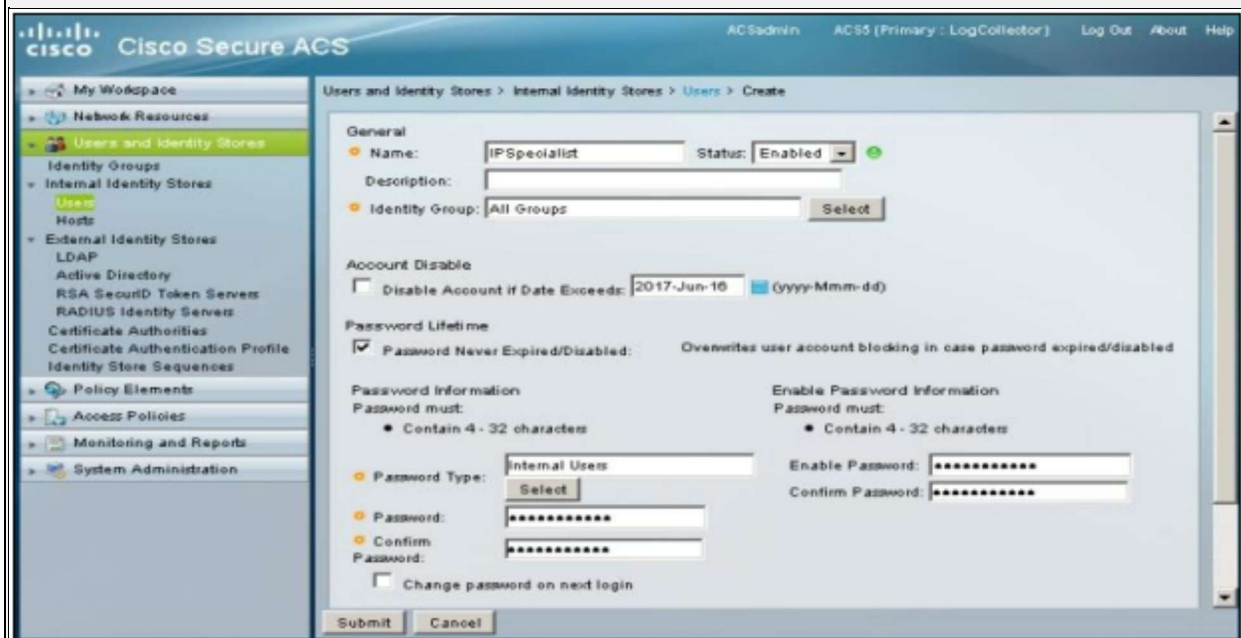 CISCO Cisco Secure ACS
ACSadmin ACS5 (Primary : LogCollector) Log Out About Help
My Workspace
Network Resources
Users and Identity Stores
Identity Groups
Internal Identity Stores
Users
Hosts
External Identity Stores
LDAP
Active Directory
RSA SecurID Token Servers
RADIUS Identity Servers
Certificate Authorities
Certificate Authentication Profile
Identity Store Sequences
Policy Elements
Access Policies
Monitoring and Reports
System Administration
Users and Identity Stores > Internal Identity Stores > Users > Create
General
Name: IPSpecialist Status: Enabled
Description:
Identity Group: All Groups Select
Account Disable
Disable Account if Date Exceeds: 2017-Jun-16 (yyyy-Mmm-dd)
Password Lifetime
Password Never Expired/Disabled: Overwrites user account blocking in case password expired/disabled
Password Information
Password must:
• Contain 4 - 32 characters
Password Type: Internal Users
Select
Password: •••••••••••
Confirm Password: •••••••••••
Change password on next login
Enable Password Information
Password must:
• Contain 4 - 32 characters
Enable Password: •••••••••••
Confirm Password: •••••••••••
Submit Cancel